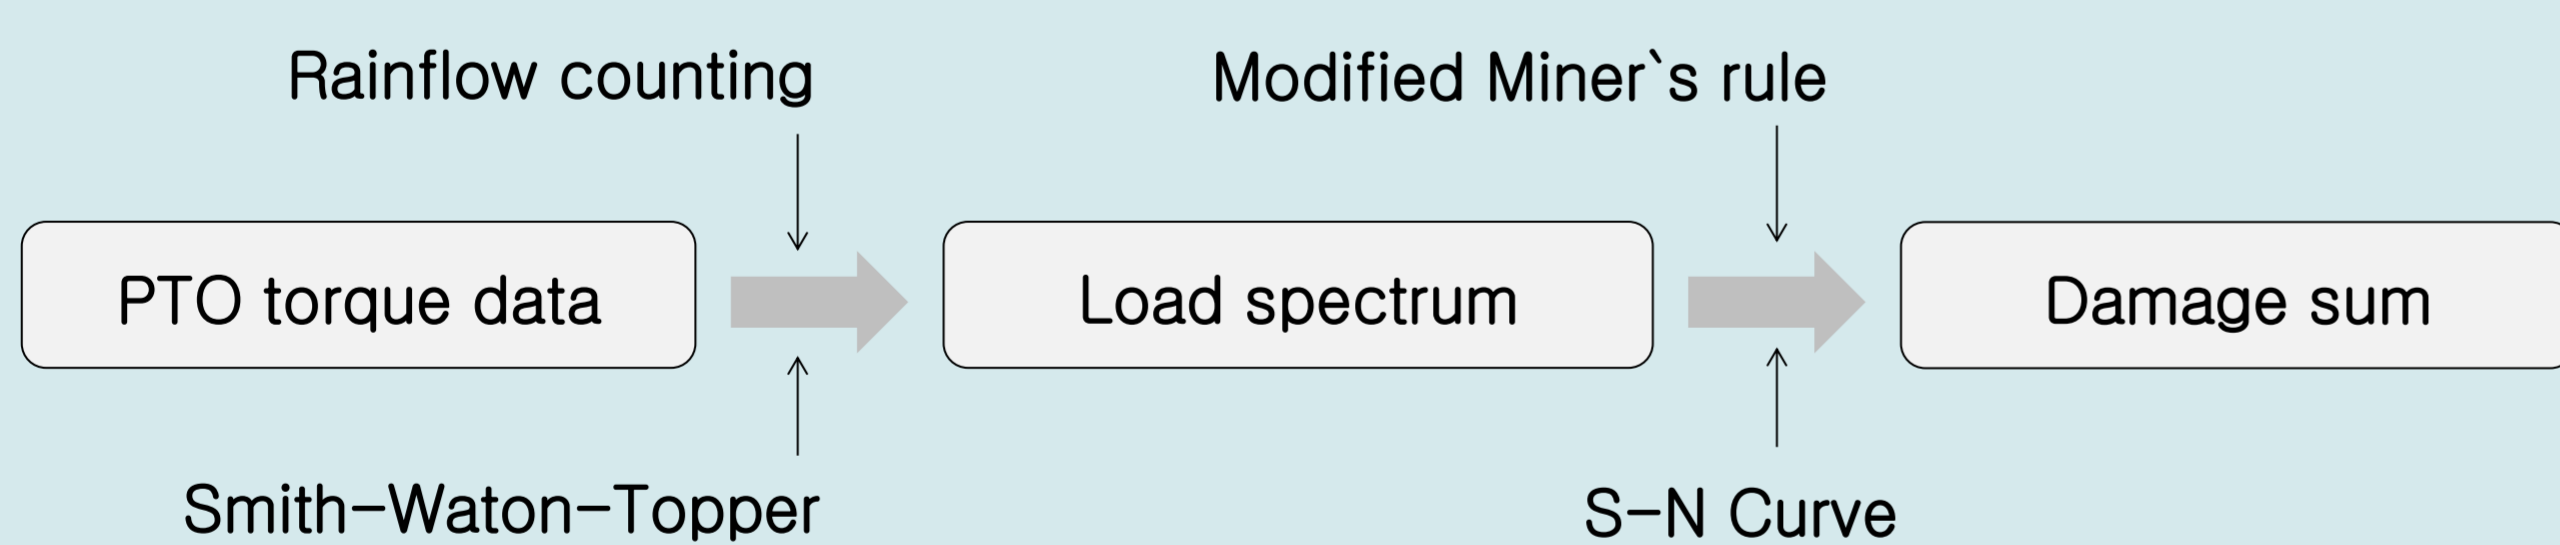 Rainflow counting
Modified Miner`s rule
PTO torque data
Load spectrum
Damage sum
Smith-Waton-Topper
S-N Curve